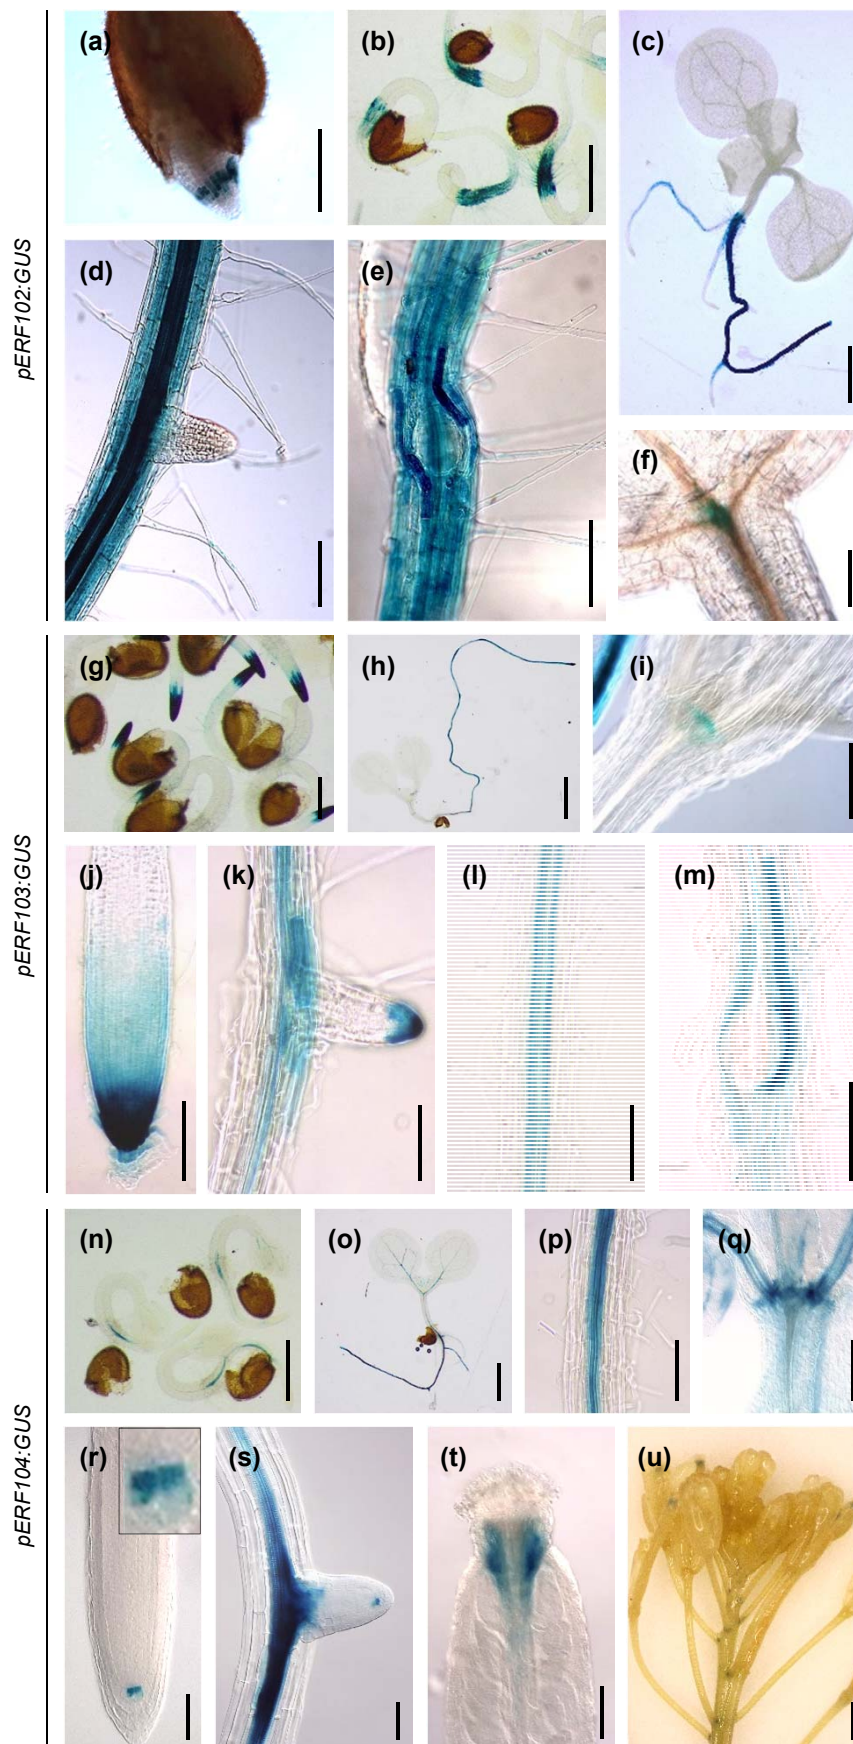 pERF102:GUS
(a)
(b)
(c)
(d)
(e)
(f)
pERF103:GUS
(g)
(h)
(i)
(j)
(k)
(l)
(m)
pERF104:GUS
(n)
(o)
(p)
(q)
(r)
(s)
(t)
(u)